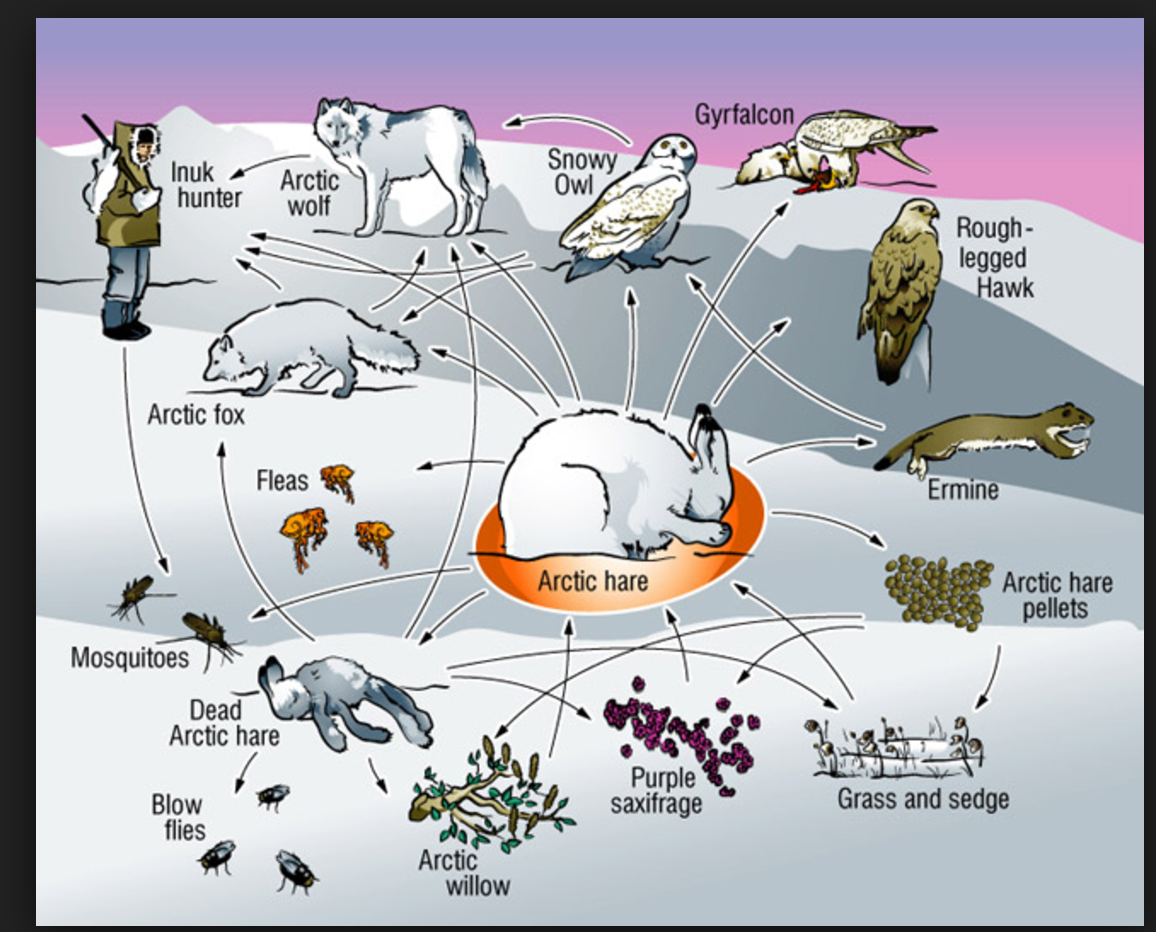 Gyrfalcon
Snowy
Owl
Inuk
hunter
Arctic
wolf
Rough-
legged
Hawk
Arctic fox
Fleas
Ermine
Arctic hare
Arctic hare
pellets
Mosquitoes
Dead
Arctic hare
Purple
saxifrage
Grass and sedge
Blow
flies
Arctic
willow